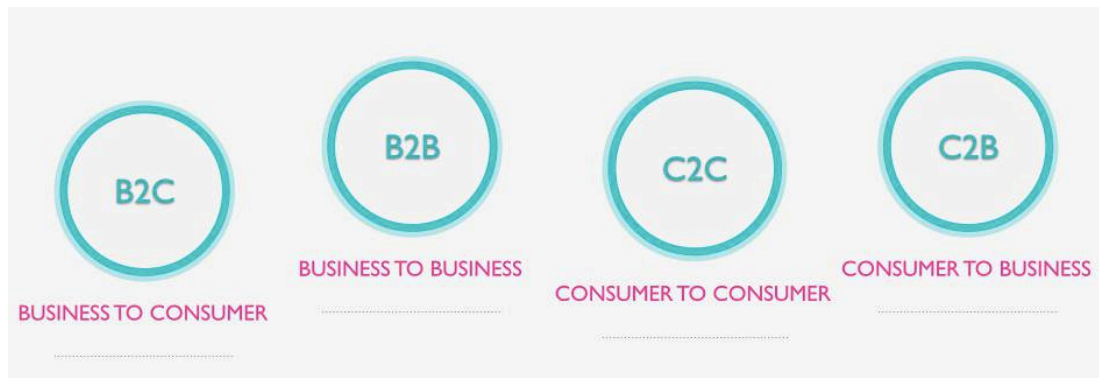 B2C
BUSINESS TO CONSUMER
B2B
BUSINESS TO BUSINESS
C2C
CONSUMER TO CONSUMER
C2B
CONSUMER TO BUSINESS